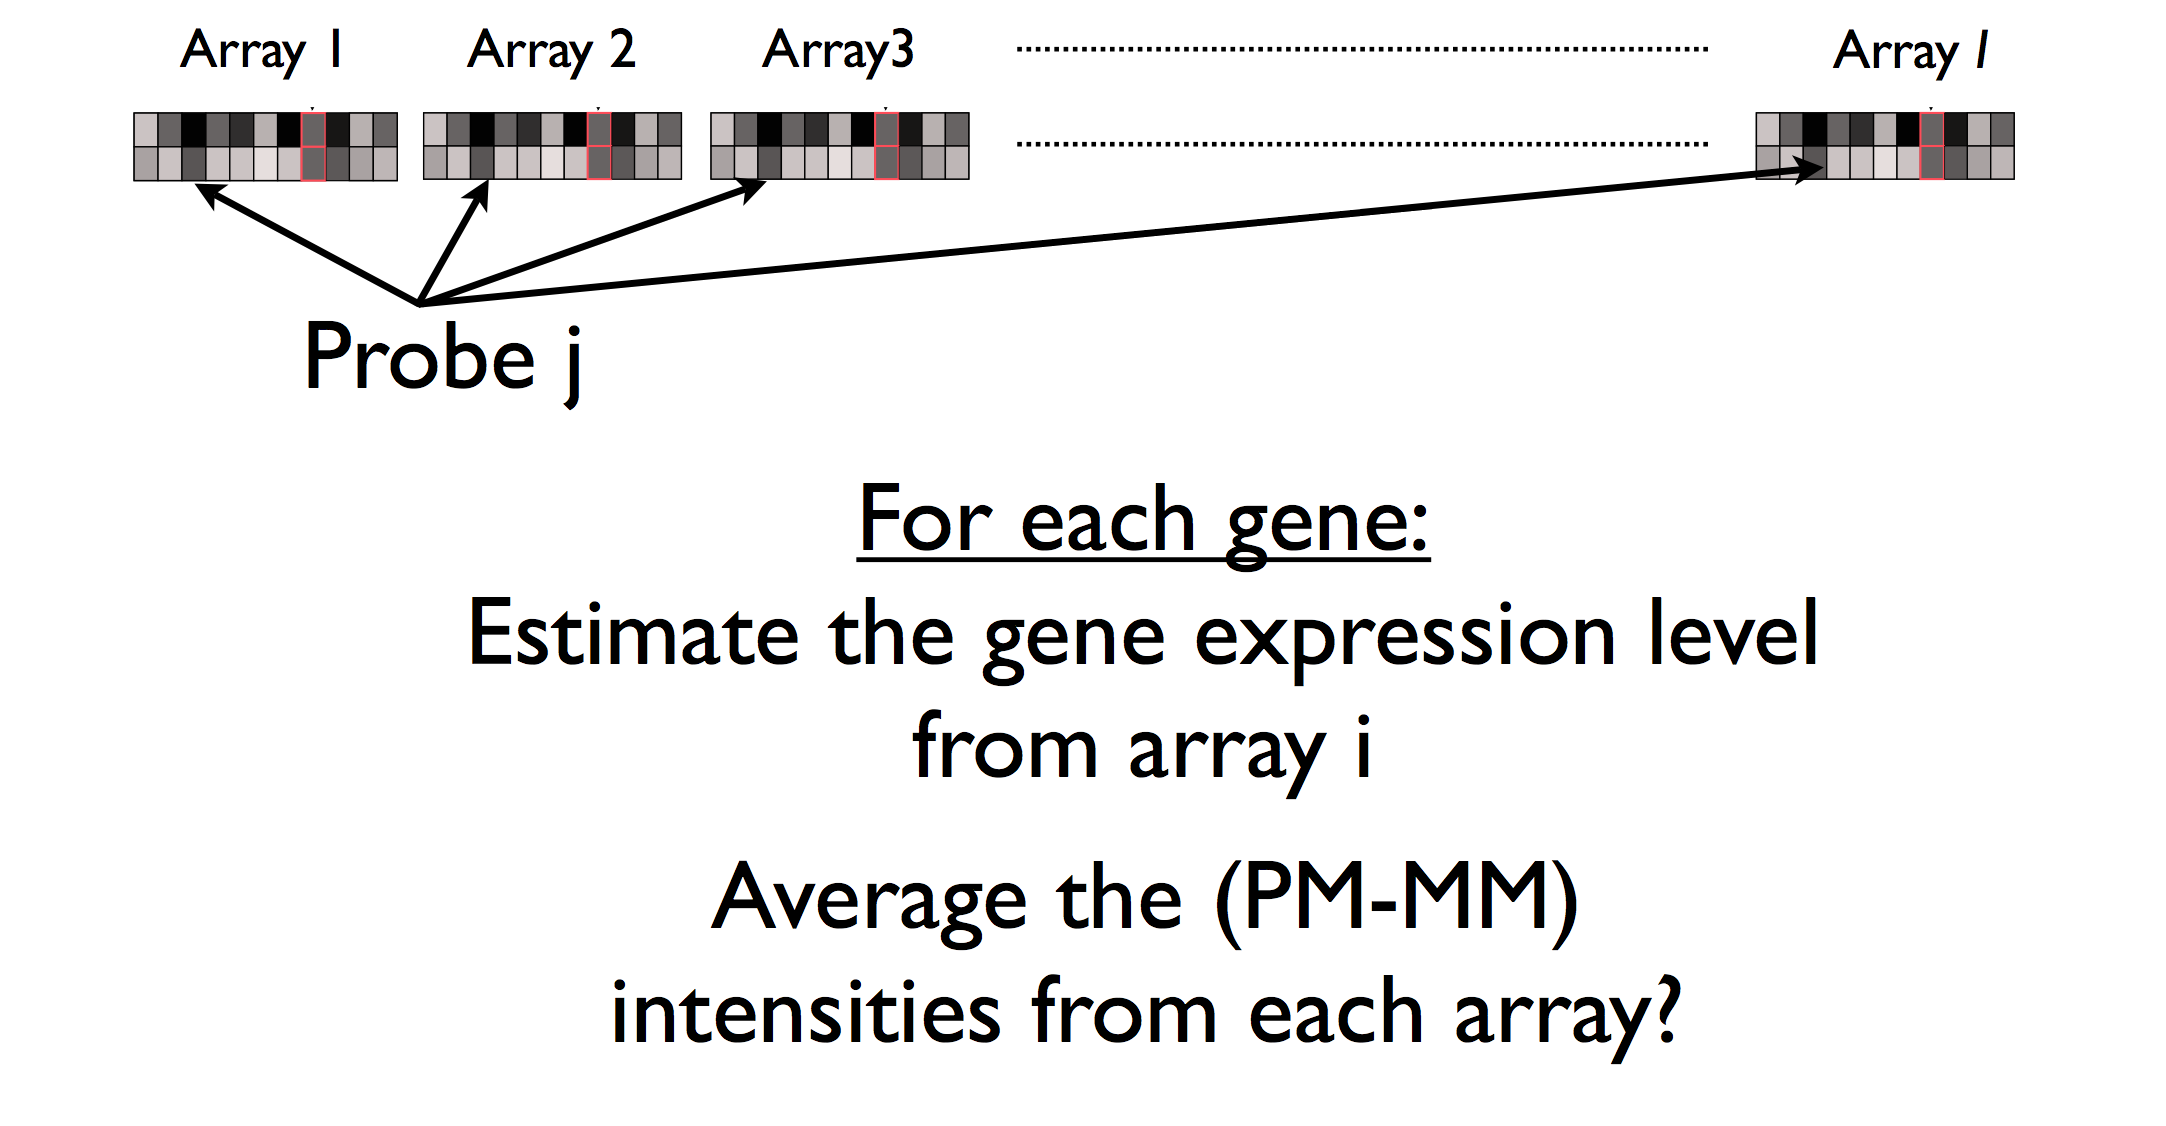 Array 1 Array 2 Array3 Array I
Probe j
For each gene:
Estimate the gene expression level
from array i
Average the (PM-MM)
intensities from each array?